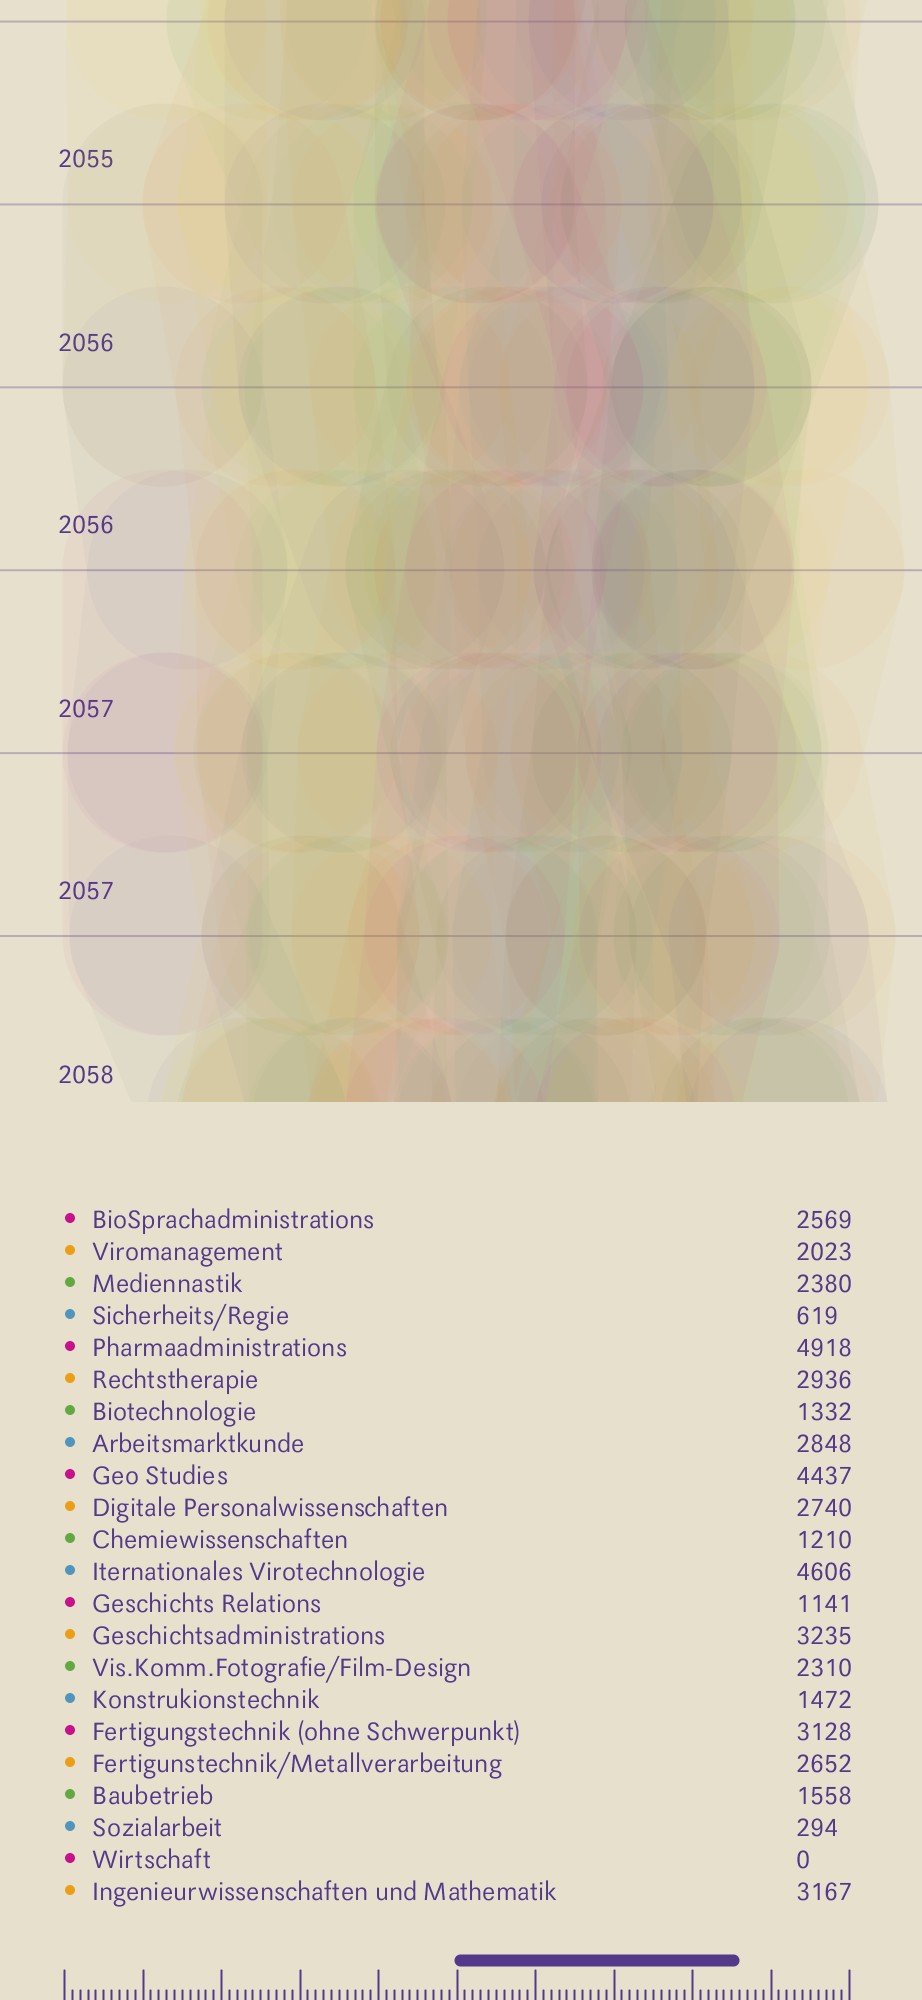 2055
2056
2056
2057
2057
2058
BioSprachadministrations 2569
Viromanagement 2023
Mediennastik 2380
Sicherheits/Regie 619
Pharmaadministrations 4918
Rechtstherapie 2936
Biotechnologie 1332
Arbeitsmarktkunde 2848
Geo Studies 4437
Digitale Personalwissenschaften 2740
Chemiewissenschaften 1210
Iternationales Virotechnologie 4606
Geschichts Relations 1141
Geschichtsadministrations 3235
Vis.Komm.Fotografie/Film-Design 2310
Konstrukionstechnik 1472
Fertigungstechnik (ohne Schwerpunkt) 3128
Fertigunstechnik/Metallverarbeitung 2652
Baubetrieb 1558
Sozialarbeit 294
Wirtschaft 0
Ingenieurwissenschaften und Mathematik 3167